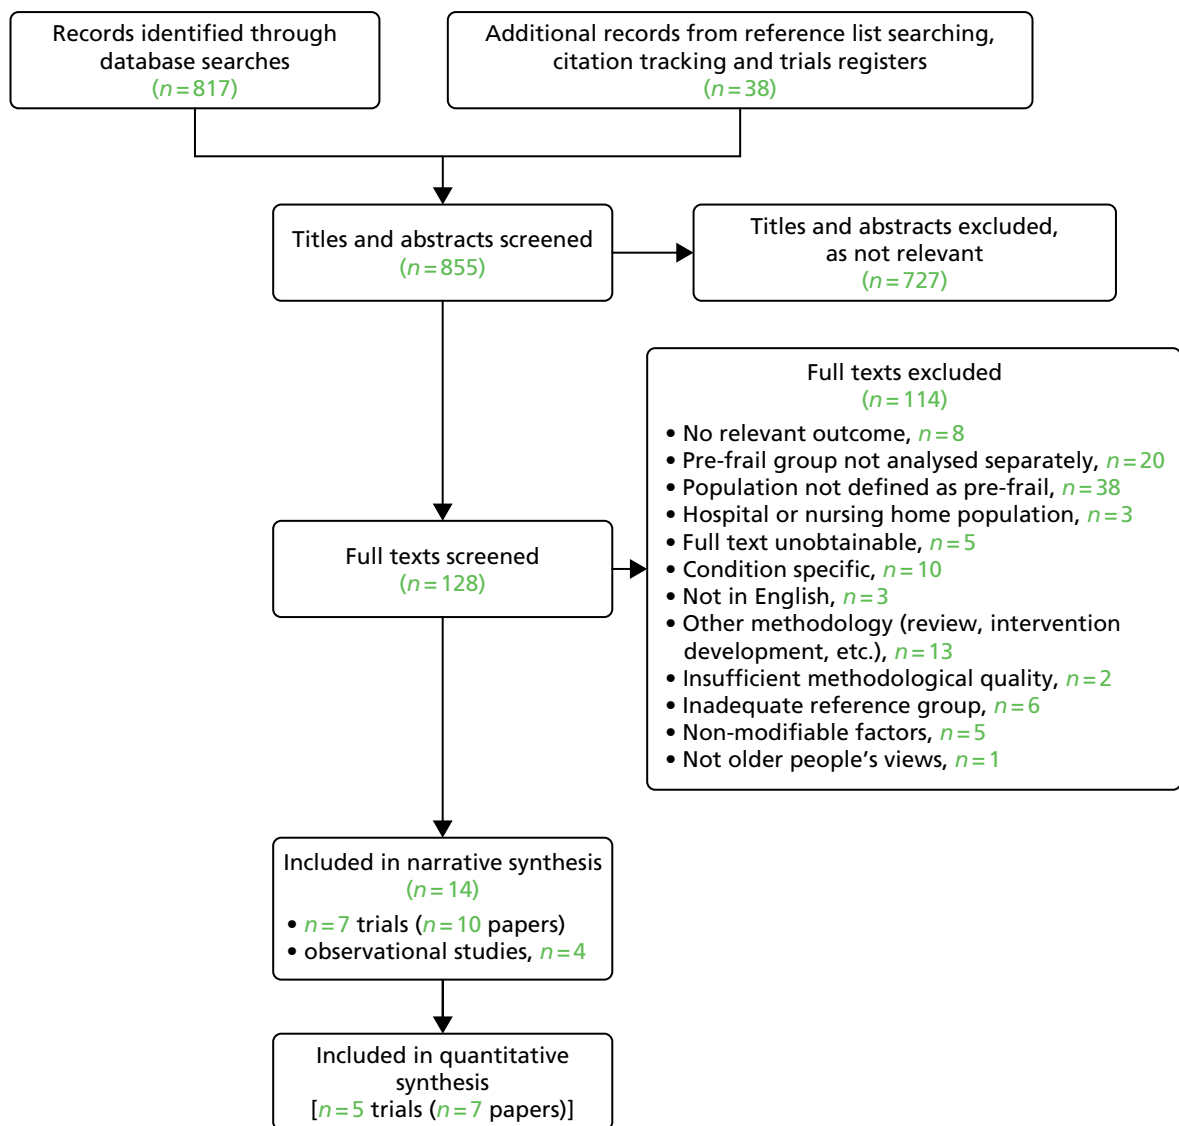 Records identified through
database searches
(n=817)
Additional records from reference list searching,
citation tracking and trials registers
(n=38)
Titles and abstracts screened
(n=855)
Titles and abstracts excluded,
as not relevant
(n=727)
Full texts screened
(n=128)
Full texts excluded
(n=114)
• No relevant outcome, n=8
• Pre-frail group not analysed separately, n=20
• Population not defined as pre-frail, n=38
• Hospital or nursing home population, n=3
• Full text unobtainable, n=5
• Condition specific, n=10
• Not in English, n=3
• Other methodology (review, intervention
development, etc.), n=13
• Insufficient methodological quality, n=2
• Inadequate reference group, n=6
• Non-modifiable factors, n=5
• Not older people’s views, n=1
Included in narrative synthesis
(n=14)
• n=7 trials (n=10 papers)
• observational studies, n=4
Included in quantitative
synthesis
[n=5 trials (n=7 papers)]